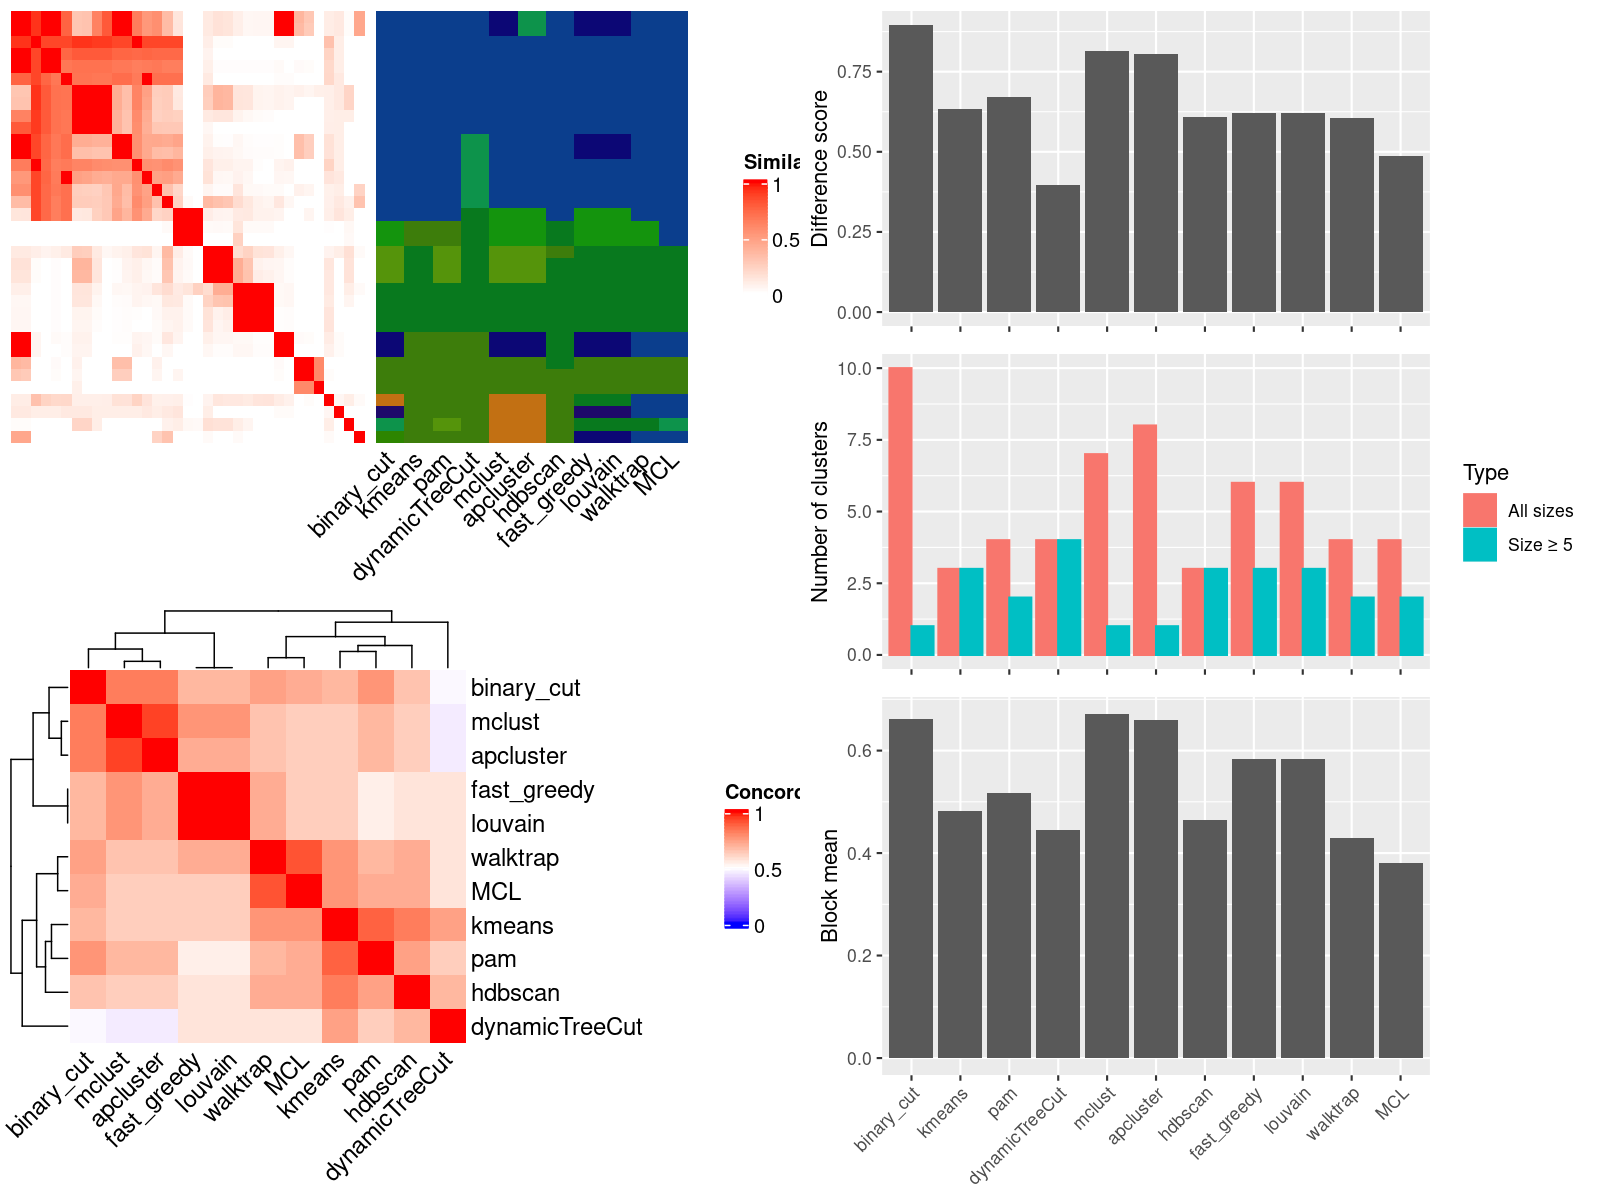 Simila
1
0.5
0
binary_cut
kmeans
pam
dynamicTreeCut
mclust
apcluster
hdbscan
fast_greedy
louvain
walktrap
MCL
binary_cut
mclust
apcluster
fast_greedy
louvain
walktrap
MCL
kmeans
pam
hdbscan
dynamicTreeCut
binary_cut
mclust
apcluster
fast_greedy
louvain
walktrap
MCL
kmeans
pam
hdbscan
dynamicTreeCut
Concord
1
0.5
0
Difference score
0.75
0.50
0.25
0.00
Number of clusters
10.0
7.5
5.0
2.5
0.0
Type
All sizes
Size ≥ 5
Block mean
0.6
0.4
0.2
0.0
binary_cut
kmeans
pam
dynamicTreeCut
mclust
apcluster
hdbscan
fast_greedy
louvain
walktrap
MCL